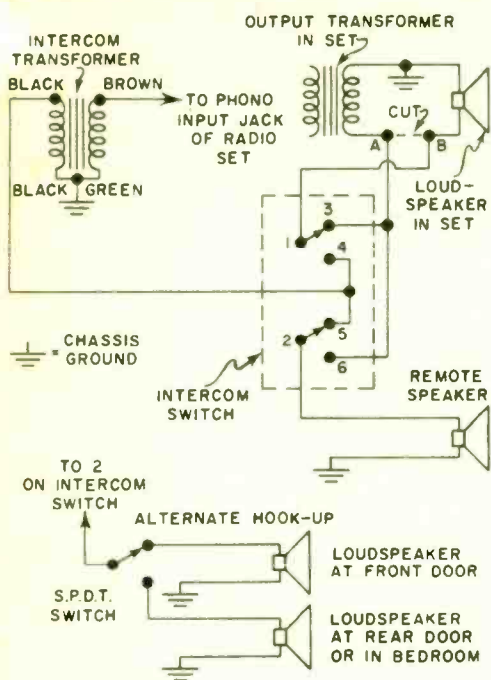 INTERCOM
TRANSFORMER
BLACK
BROWN
TO PHONO
INPUT JACK
OF RADIO
SET
BLACK
GREEN
OUTPUT TRANSFORMER
IN SET
CUT
A
B
LOUD-
SPEAKER
IN SET
1
3
4
2
5
6
= CHASSIS
GROUND
INTERCOM
SWITCH
REMOTE
SPEAKER
TO 2
ON INTERCOM
SWITCH
ALTERNATE HOOK-UP
S.P.D.T.
SWITCH
LOUDSPEAKER
AT FRONT DOOR
LOUDSPEAKER
AT REAR DOOR
OR IN BEDROOM